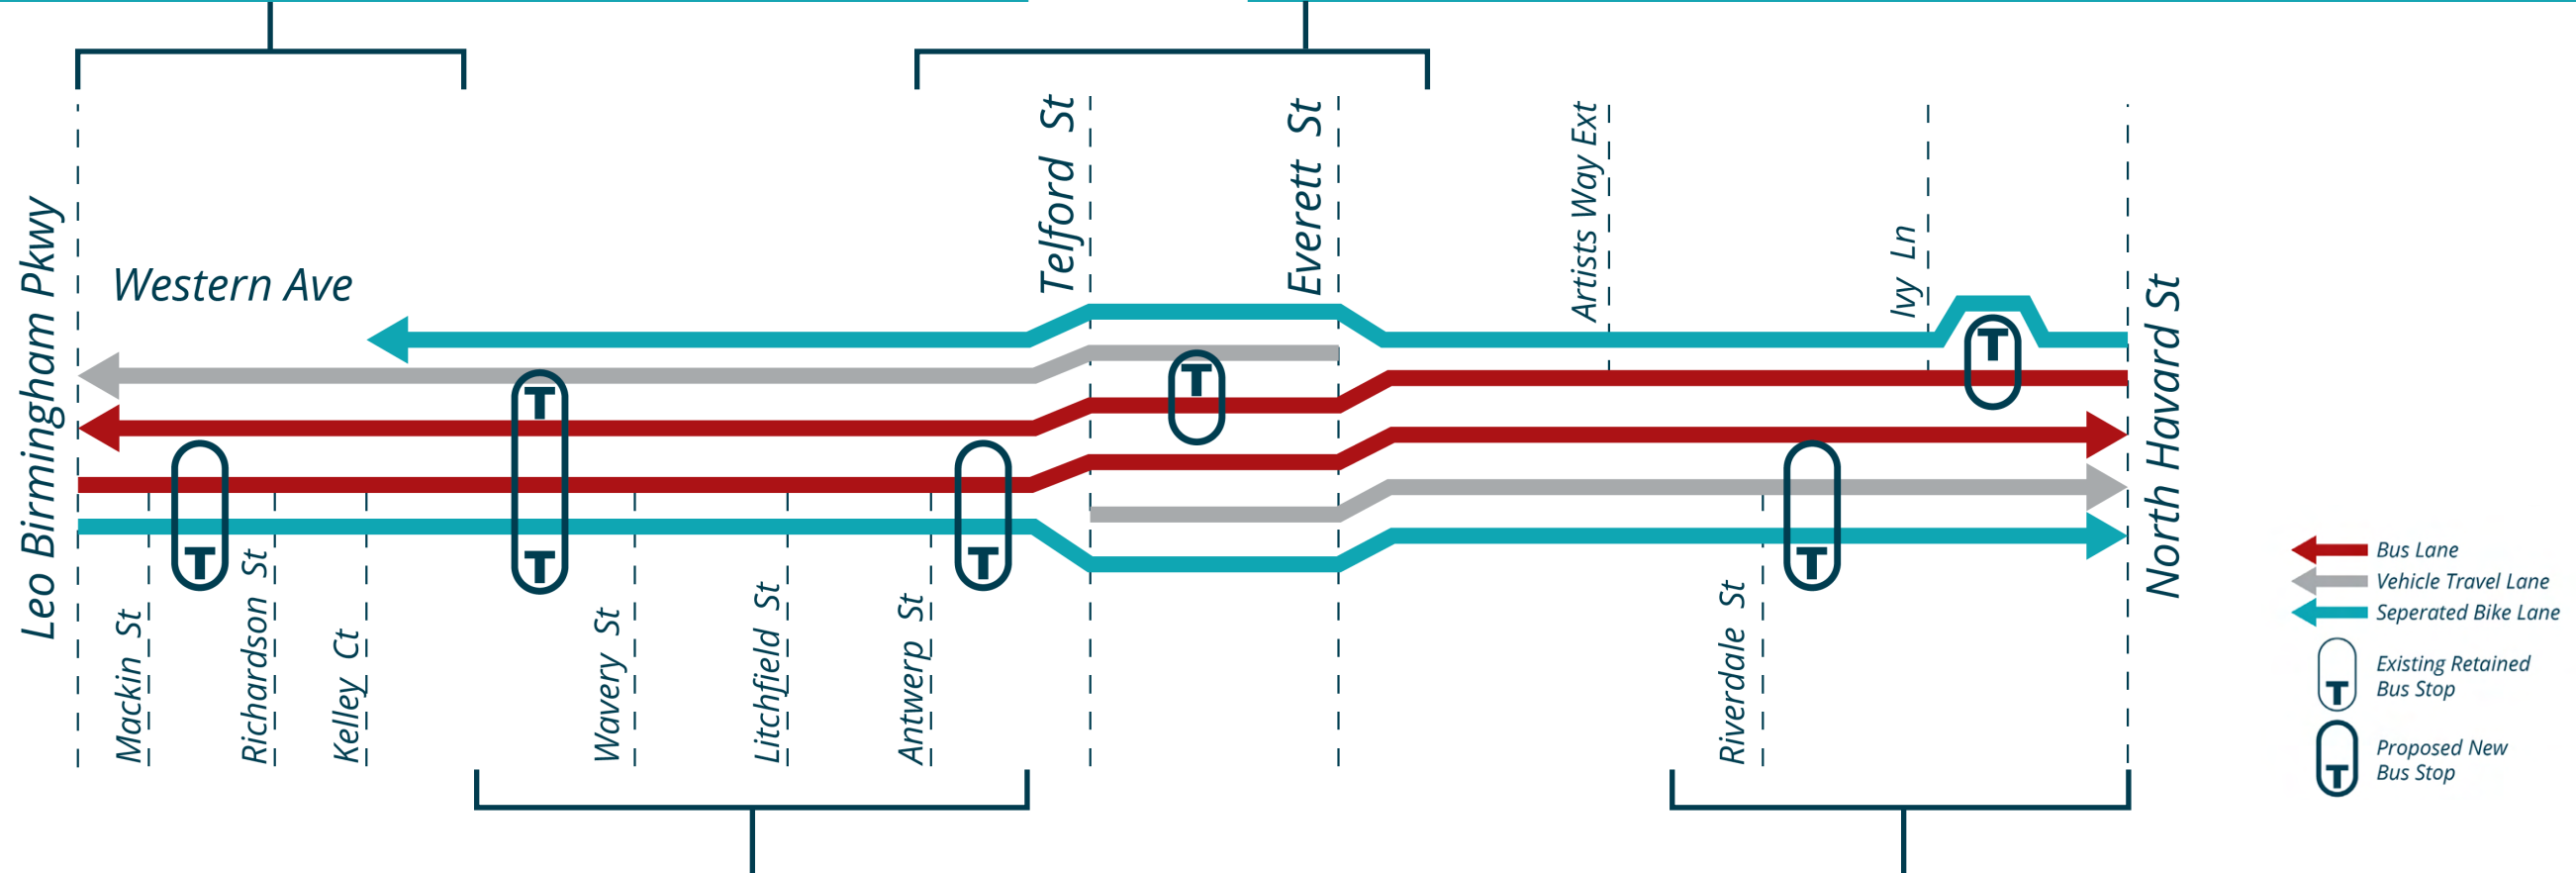 Leo Birmingham Pkwy
Western Ave
Mackin St
Richardson St
Kelley Ct
T
T
T
Wavery St
Litchfield St
Antwerp St
T
Telford St
T
Everett St
Artists Way Ext
Riverdale St
T
Ivy Ln
T
North Havard St
Bus Lane
Vehicle Travel Lane
Seperated Bike Lane
Existing Retained
Bus Stop
T
Proposed New
Bus Stop
T